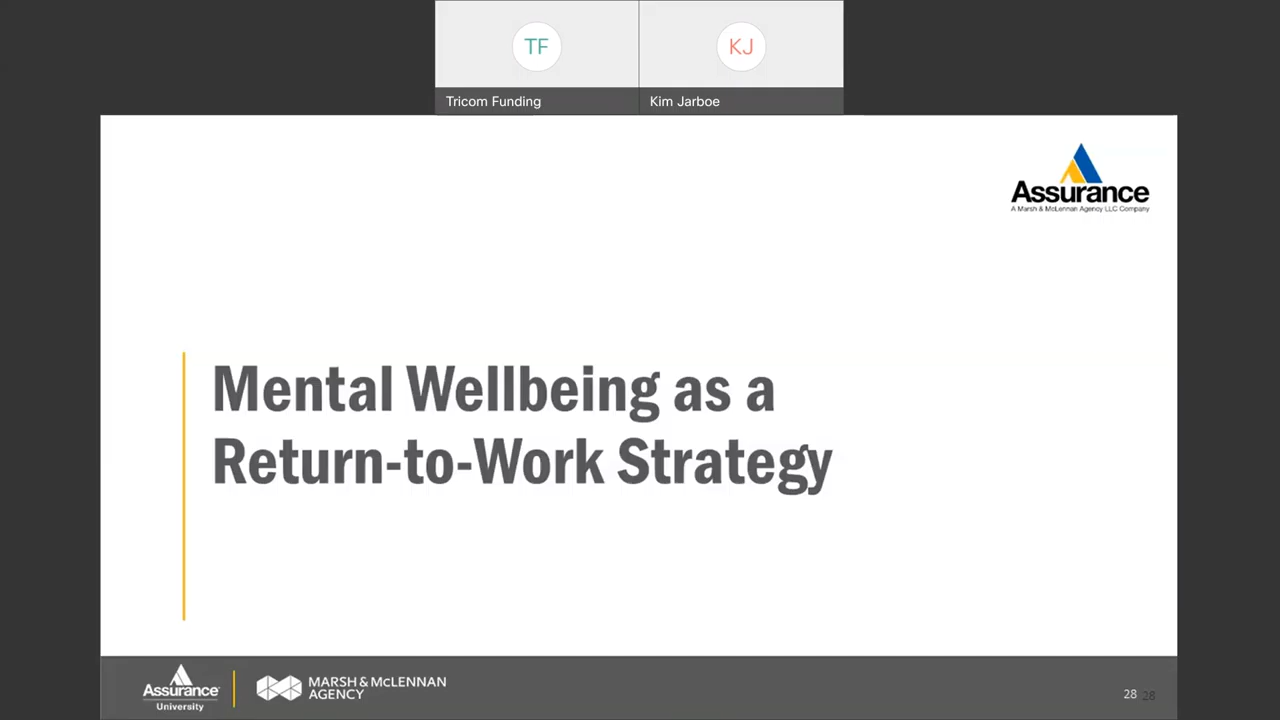 TF
KJ
Tricom Funding
Kim Jarboe
Assurance
A Marsh & McLennan Agency LLC Company
Mental Wellbeing as a
Return-to-Work Strategy
Assurance
University
MARSH & McLENNAN
AGENCY
28 28